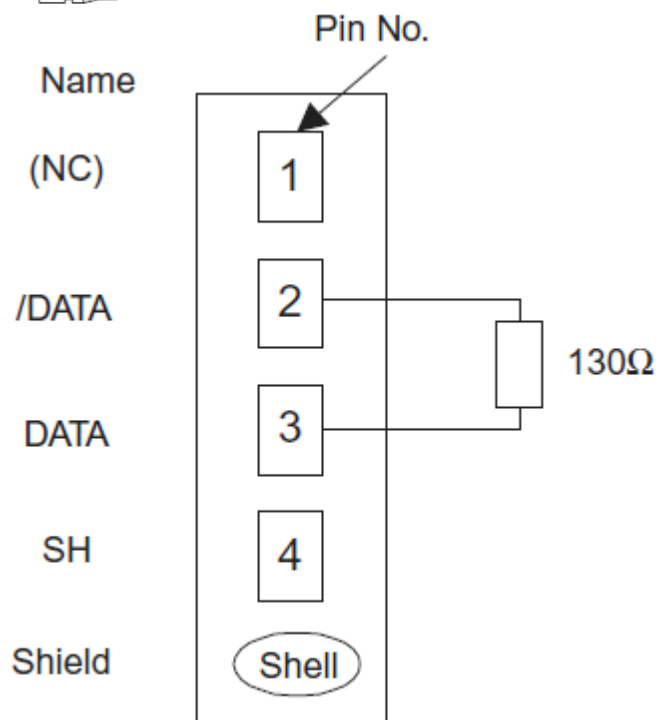 Pin No.
Name
(NC) 1
/DATA 2
130Ω
DATA 3
SH 4
Shield Shell